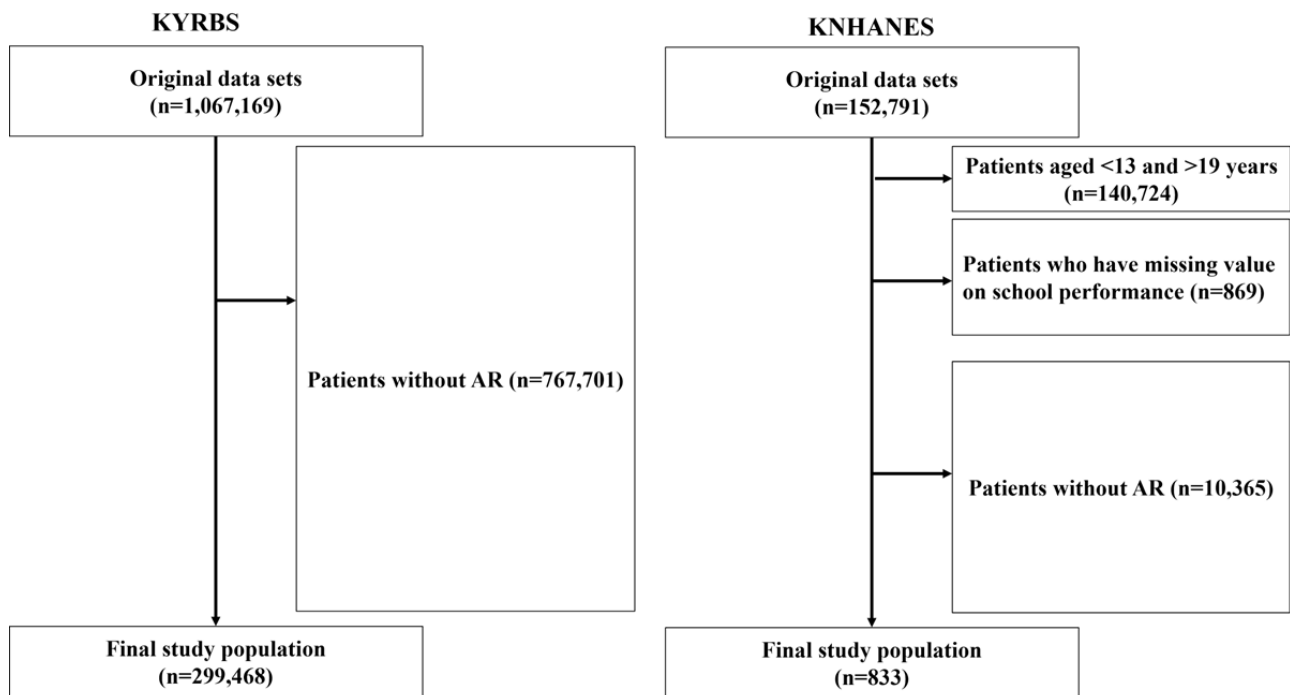 KYRBS
Original data sets
(n=1,067,169)
Patients without AR (n=767,701)
Final study population
(n=299,468)
KNHANES
Original data sets
(n=152,791)
Patients aged <13 and >19 years
(n=140,724)
Patients who have missing value
on school performance (n=869)
Patients without AR (n=10,365)
Final study population
(n=833)